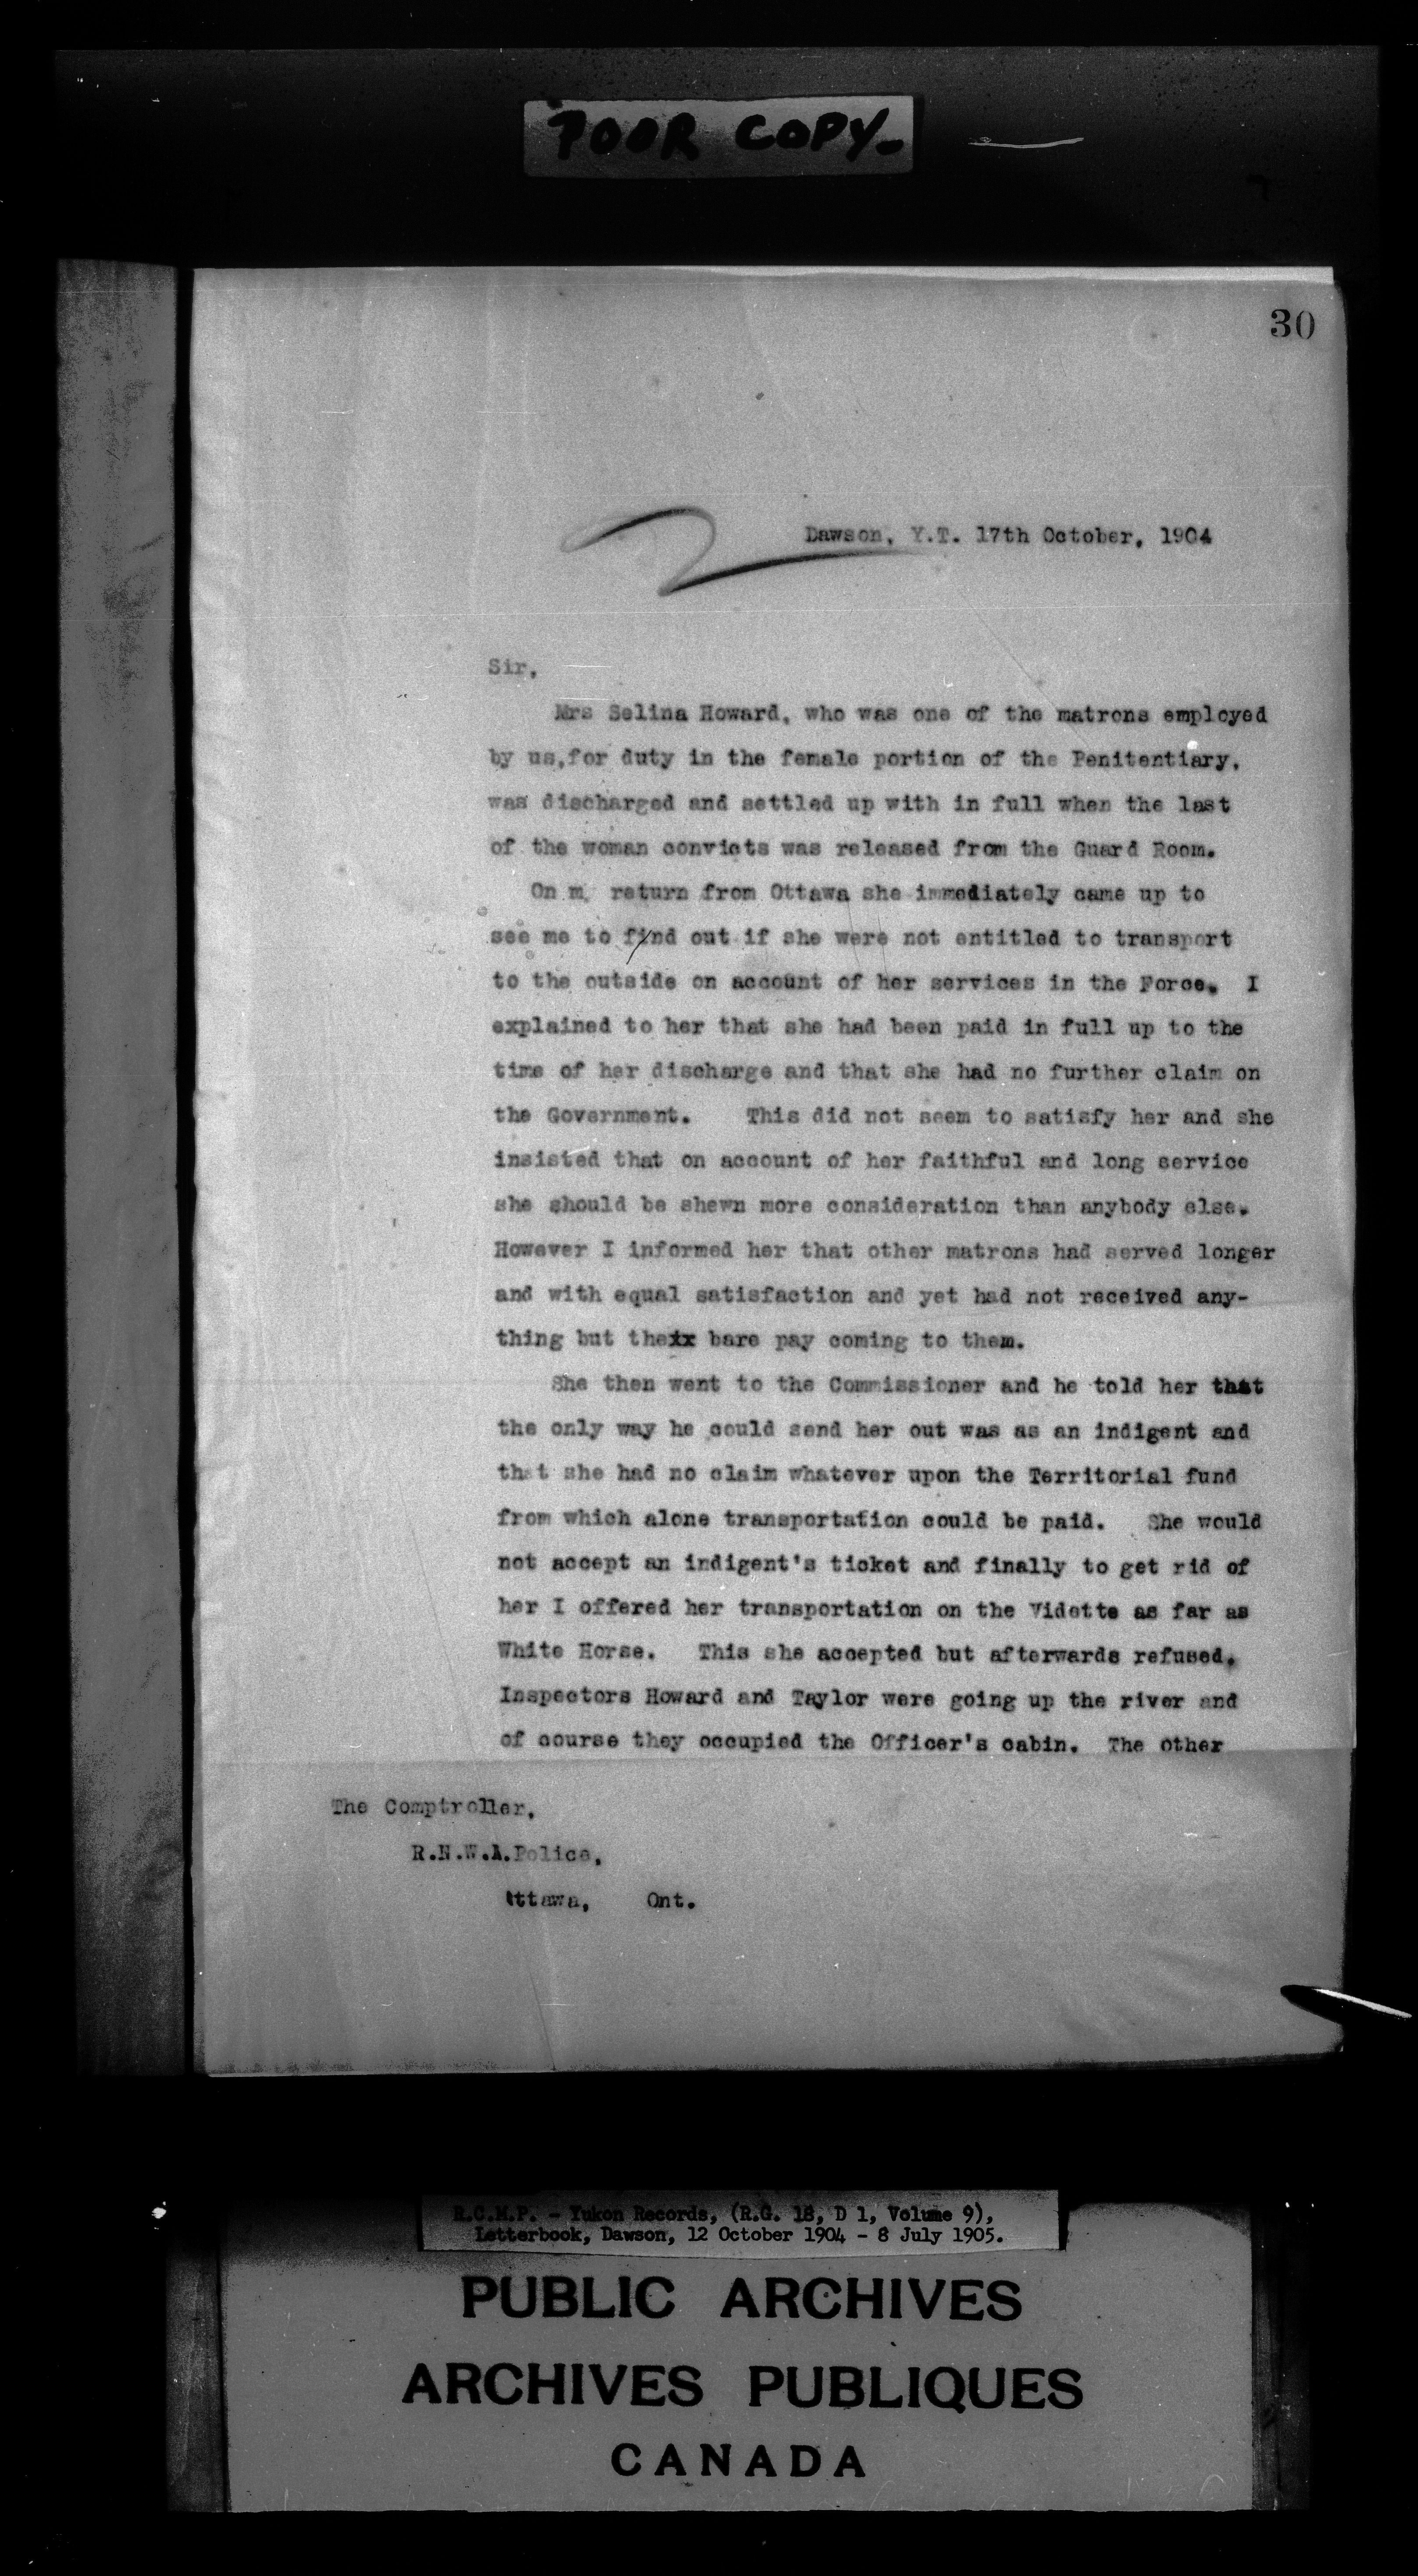 POOR COPY-
30
Dawson, Y.T. 17th October, 1904
Sir,
Mrs Selina Howard, who was one of the matrons employed
by us,for duty in the female portion of the Penitentiary,
was discharged and settled up with in full when the last
of the woman convicts was released from the Guard Room.
On m. return from Ottawa she immediately came up to
see me to find out if she were not entitled to transport
to the outside on account of her services in the Force. I
explained to her that she had been paid in full up to the
time of her discharge and that she had no further claim on
the Government. This did not seem to satisfy her and she
insisted that on account of her faithful and long service
she should be shewn more consideration than anybody else.
However I informed her that other matrons had served longer
and with equal satisfaction and yet had not received any-
thing but theix bare pay coming to them.
She then went to the Commissioner and he told her that
the only way he could send her out was as an indigent and
that she had no claim whatever upon the Territorial fund
from which alone transportation could be paid. She would
not accept an indigent's ticket and finally to get rid of
her I offered her transportation on the Vidette as far as
White Horse. This she accepted but afterwards refused.
Inspectors Howard and Taylor were going up the river and
of course they occupied the Officer's cabin. The other
The Comptroller,
R.N.W.A.Police,
Ottawa, Ont.
R.C.M.P. - Yukon Records, (R.G. 18, D 1, Volume 9),
Letterbook, Dawson, 12 October 1904 - 8 July 1905.
PUBLIC ARCHIVES
ARCHIVES PUBLIQUES
CANADA